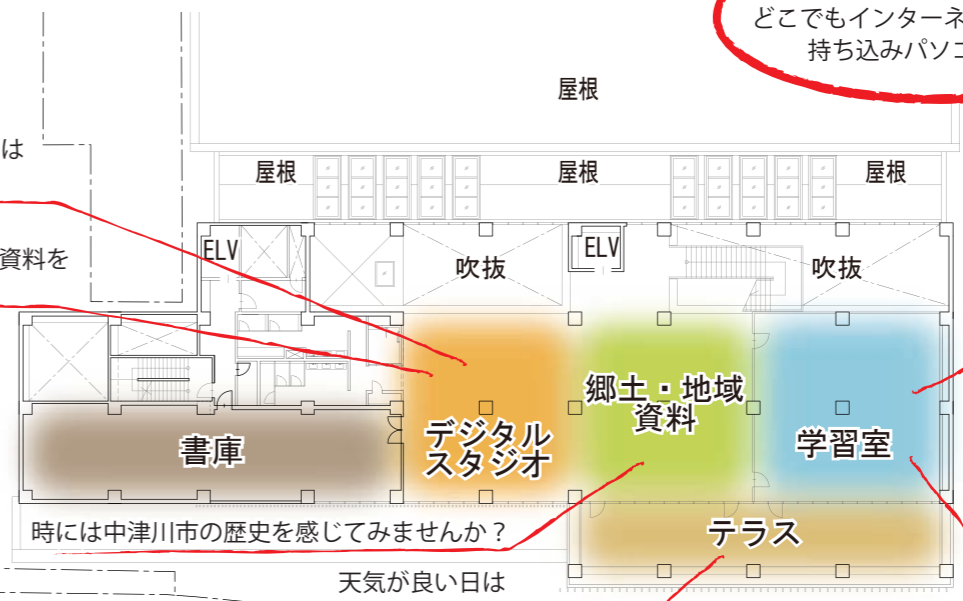 どこでもインターネ
持ち込みパソコ
屋根
は
屋根
屋根
屋根
資料を
ELV
ELV
吹抜
吹抜
郷土・地域
資料
デジタル
スタジオ
学習室
書庫
時には中津川市の歴史を感じてみませんか？
テラス
天気が良い日は